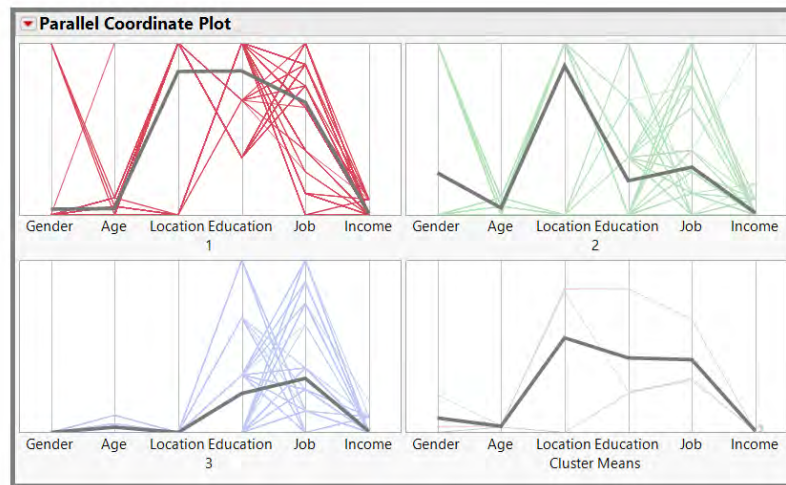 Parallel Coordinate Plot
Gender Age Location Education Job Income
1
Gender Age Location Education Job Income
2
Gender Age Location Education Job Income
3
Gender Age Location Education Job Income
Cluster Means